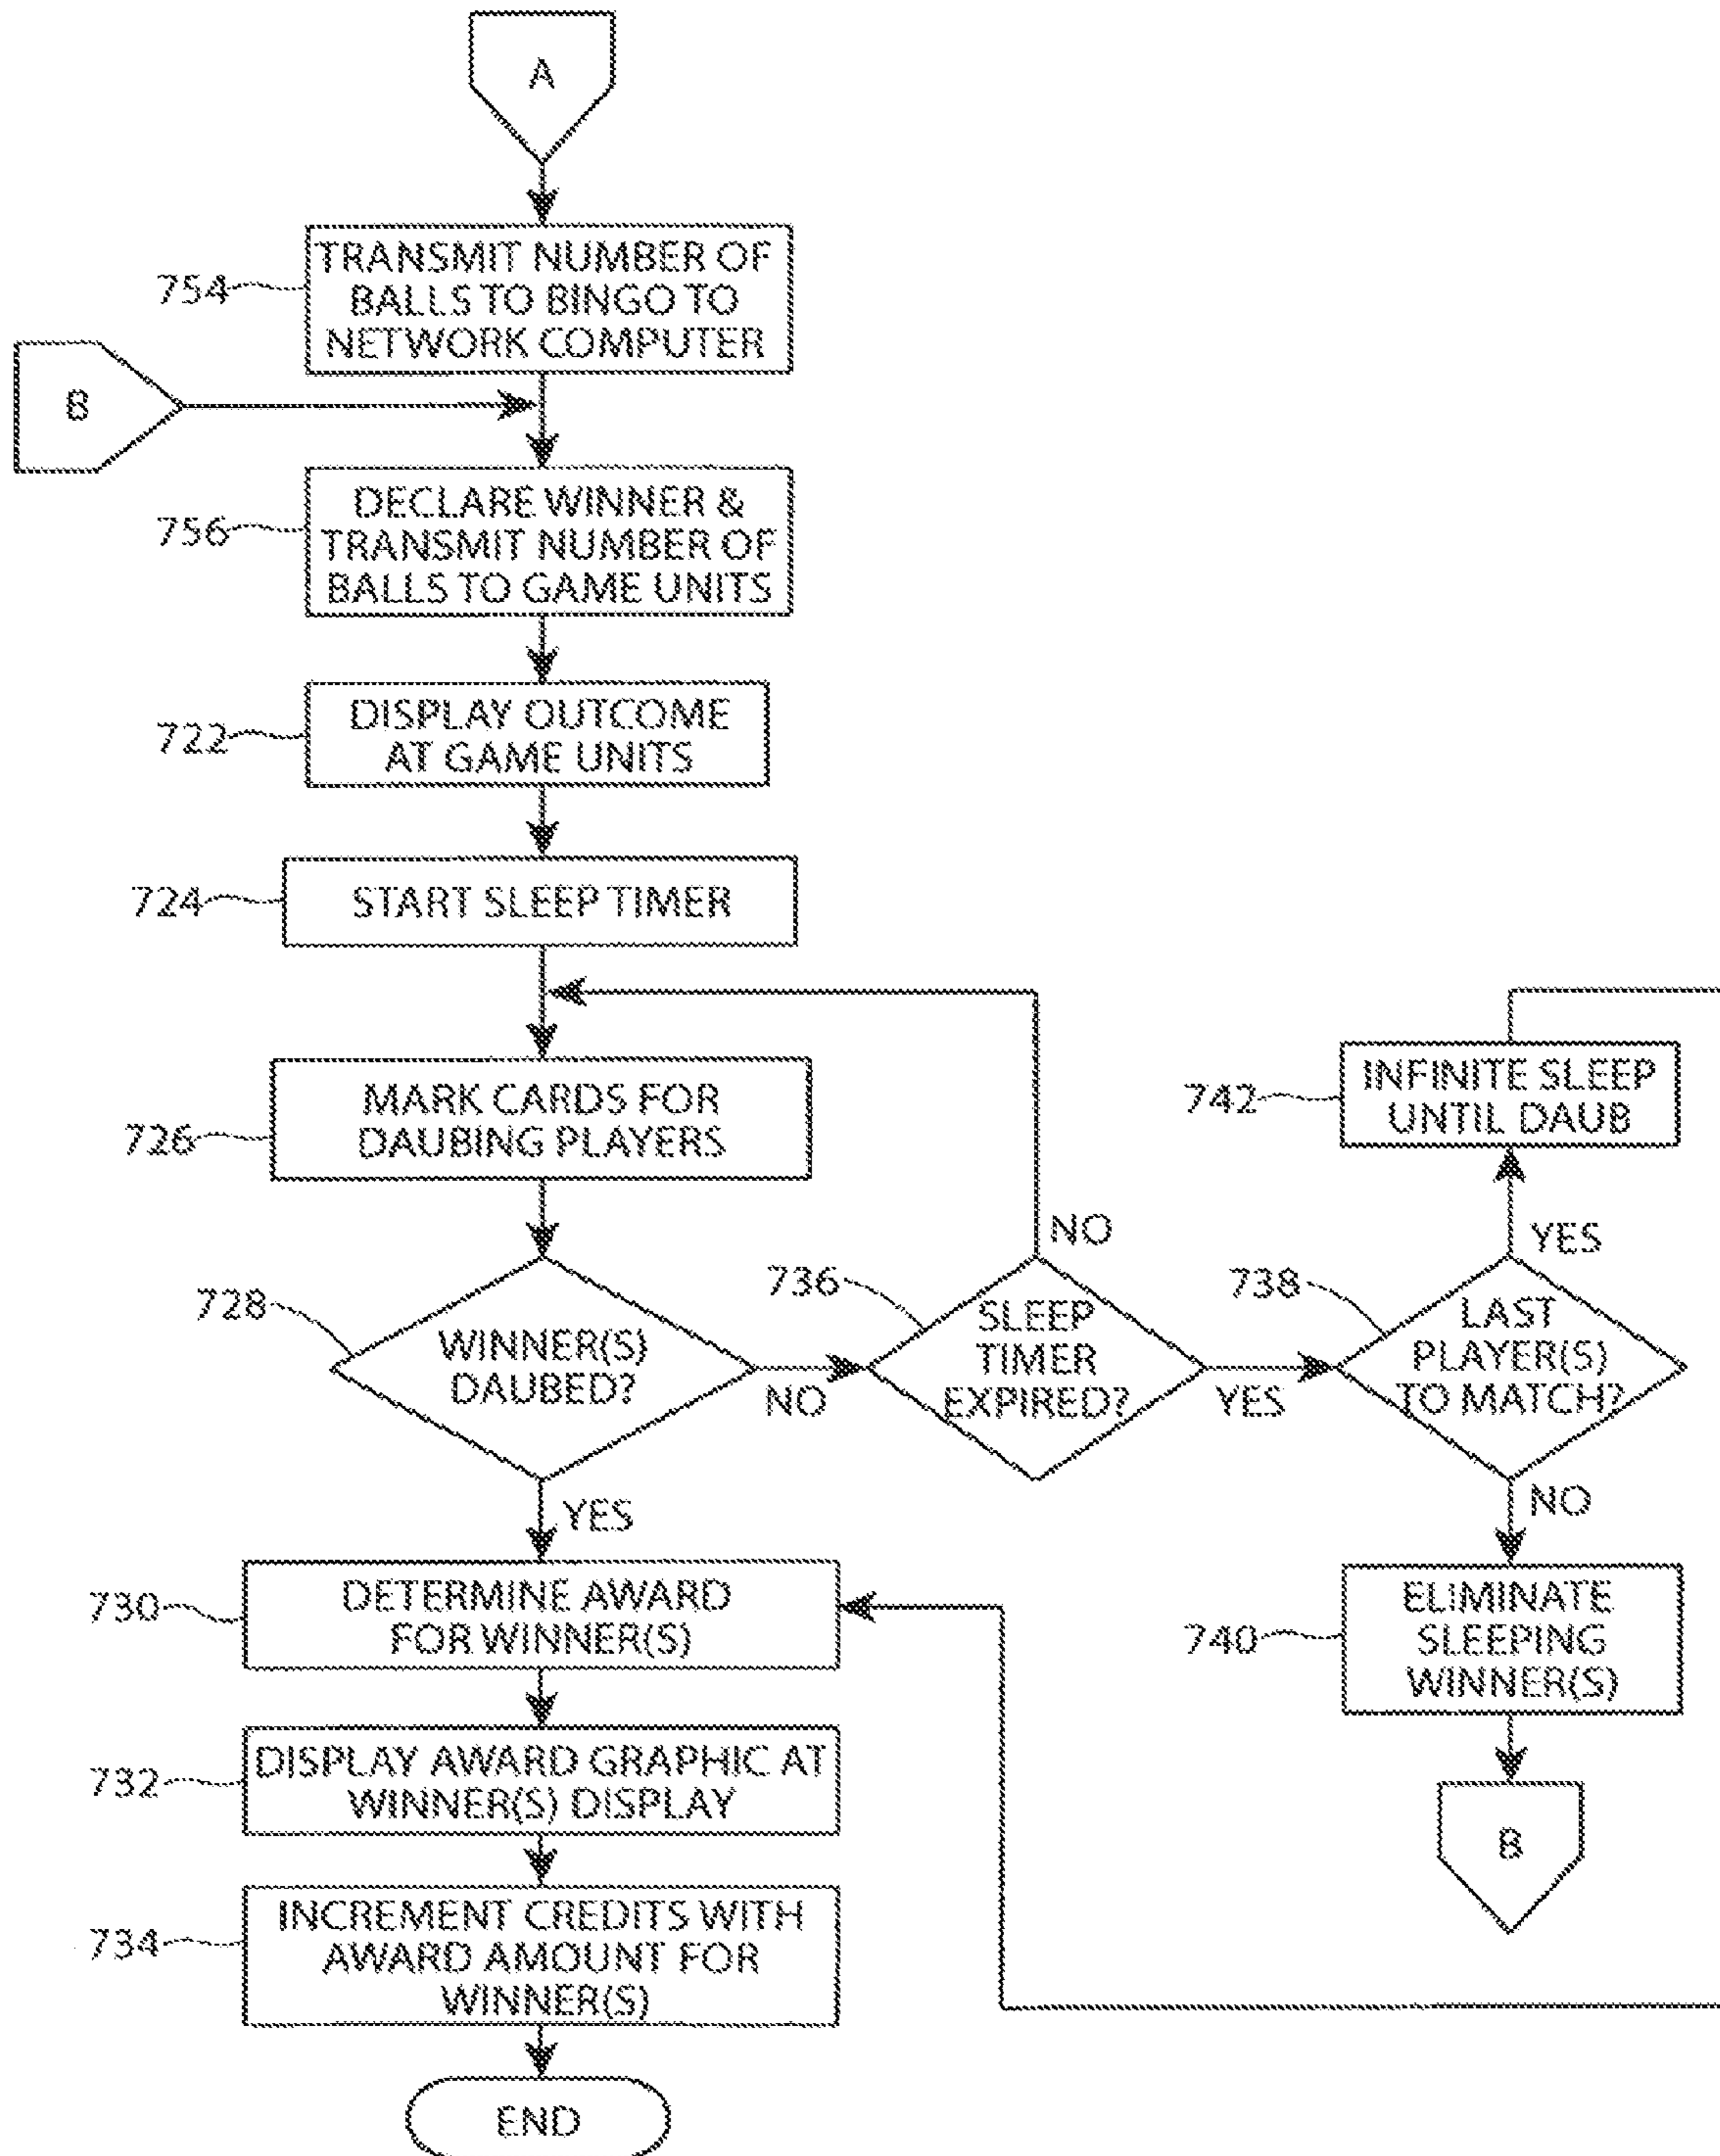 A
754
TRANSMIT NUMBER OF
BALLS TO BINGO TO
NETWORK COMPUTER
B
756
DECLARE WINNER &
TRANSMIT NUMBER OF
BALLS TO GAME UNITS
722
DISPLAY OUTCOME
AT GAME UNITS
724
START SLEEP TIMER
726
MARK CARDS FOR
DAUBING PLAYERS
742
INFINITE SLEEP
UNTIL DAUB
728
WINNER(S)
DAUBED?
NO
YES
736
SLEEP
TIMER
EXPIRED?
NO
YES
738
LAST
PLAYER(S)
TO MATCH?
YES
NO
730
DETERMINE AWARD
FOR WINNER(S)
740
ELIMINATE
SLEEPING
WINNER(S)
732
DISPLAY AWARD GRAPHIC AT
WINNER(S) DISPLAY
B
734
INCREMENT CREDITS WITH
AWARD AMOUNT FOR
WINNER(S)
END